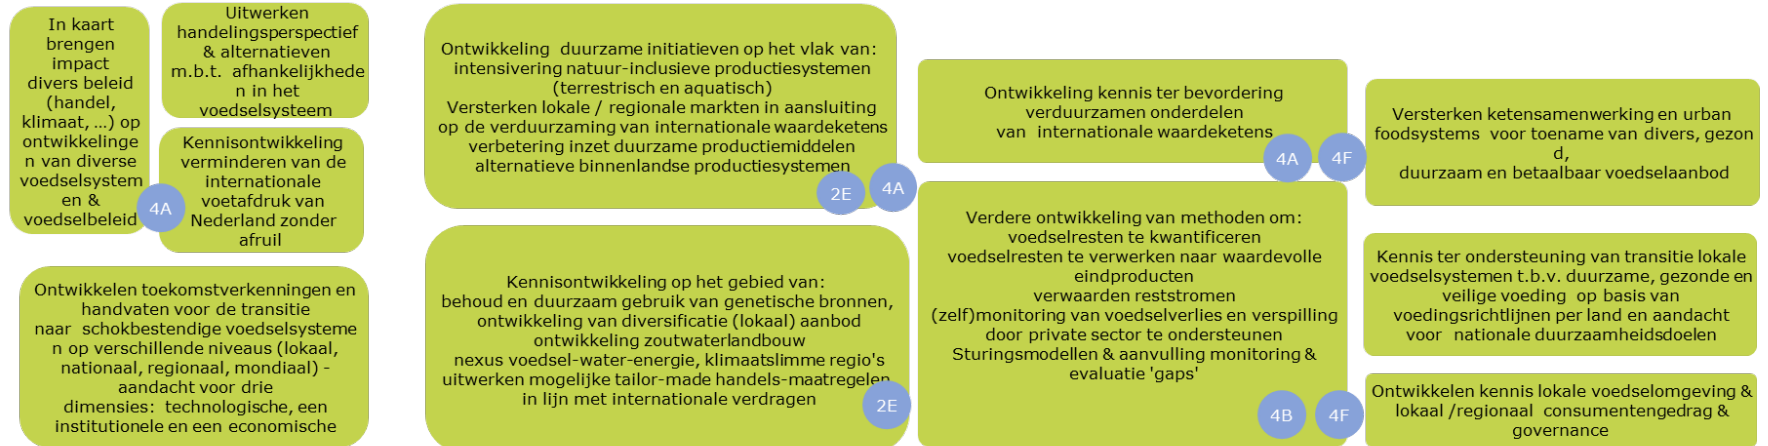 In kaart
brengen
impact
divers beleid
(handel,
klimaat, …) op
ontwikkelinge
n van diverse
voedselsystem
en &
voedselbeleid
4A
Uitwerken
handelingsperspectief
& alternatieven
m.b.t. afhankelijkhede
n in het
voedselsysteem
Kennisontwikkeling
verminderen van de
internationale
voetafdruk van
Nederland zonder
afruil
Ontwikkelen toekomstverkenningen en
handvaten voor de transitie
naar schokbestendige voedselsysteme
n op verschillende niveaus (lokaal,
nationaal, regionaal, mondiaal) -
aandacht voor drie
dimensies: technologische, een
institutionele en een economische
Ontwikkeling duurzame initiatieven op het vlak van:
intensivering natuur-inclusieve productiesystemen
(terrestrisch en aquatisch)
Versterken lokale / regionale markten in aansluiting
op de verduurzaming van internationale waardeketens
verbetering inzet duurzame productiemiddelen
alternatieve binnenlandse productiesystemen
2E
4A
Kennisontwikkeling op het gebied van:
behoud en duurzaam gebruik van genetische bronnen,
ontwikkeling van diversificatie (lokaal) aanbod
ontwikkeling zoutwaterlandbouw
nexus voedsel-water-energie, klimaatslimme regio's
uitwerken mogelijke tailor-made handels-maatregelen
in lijn met internationale verdragen
2E
Ontwikkeling kennis ter bevordering
verduurzamen onderdelen
van internationale waardeketens
4A
4F
Verdere ontwikkeling van methoden om:
voedselresten te kwantificeren
voedselresten te verwerken naar waardevolle
eindproducten
verwaarden reststromen
(zelf)monitoring van voedselverlies en verspilling
door private sector te ondersteunen
Sturingsmodellen & aanvulling monitoring &
evaluatie 'gaps'
4B
4F
Versterken ketensamenwerking en urban
foodsystems voor toename van divers, gezon
d,
duurzaam en betaalbaar voedselaanbod
Kennis ter ondersteuning van transitie lokale
voedselsystemen t.b.v. duurzame, gezonde en
veilige voeding op basis van
voedingsrichtlijnen per land en aandacht
voor nationale duurzaamheidsdoelen
Ontwikkelen kennis lokale voedselomgeving &
lokaal /regionaal consumentengedrag &
governance